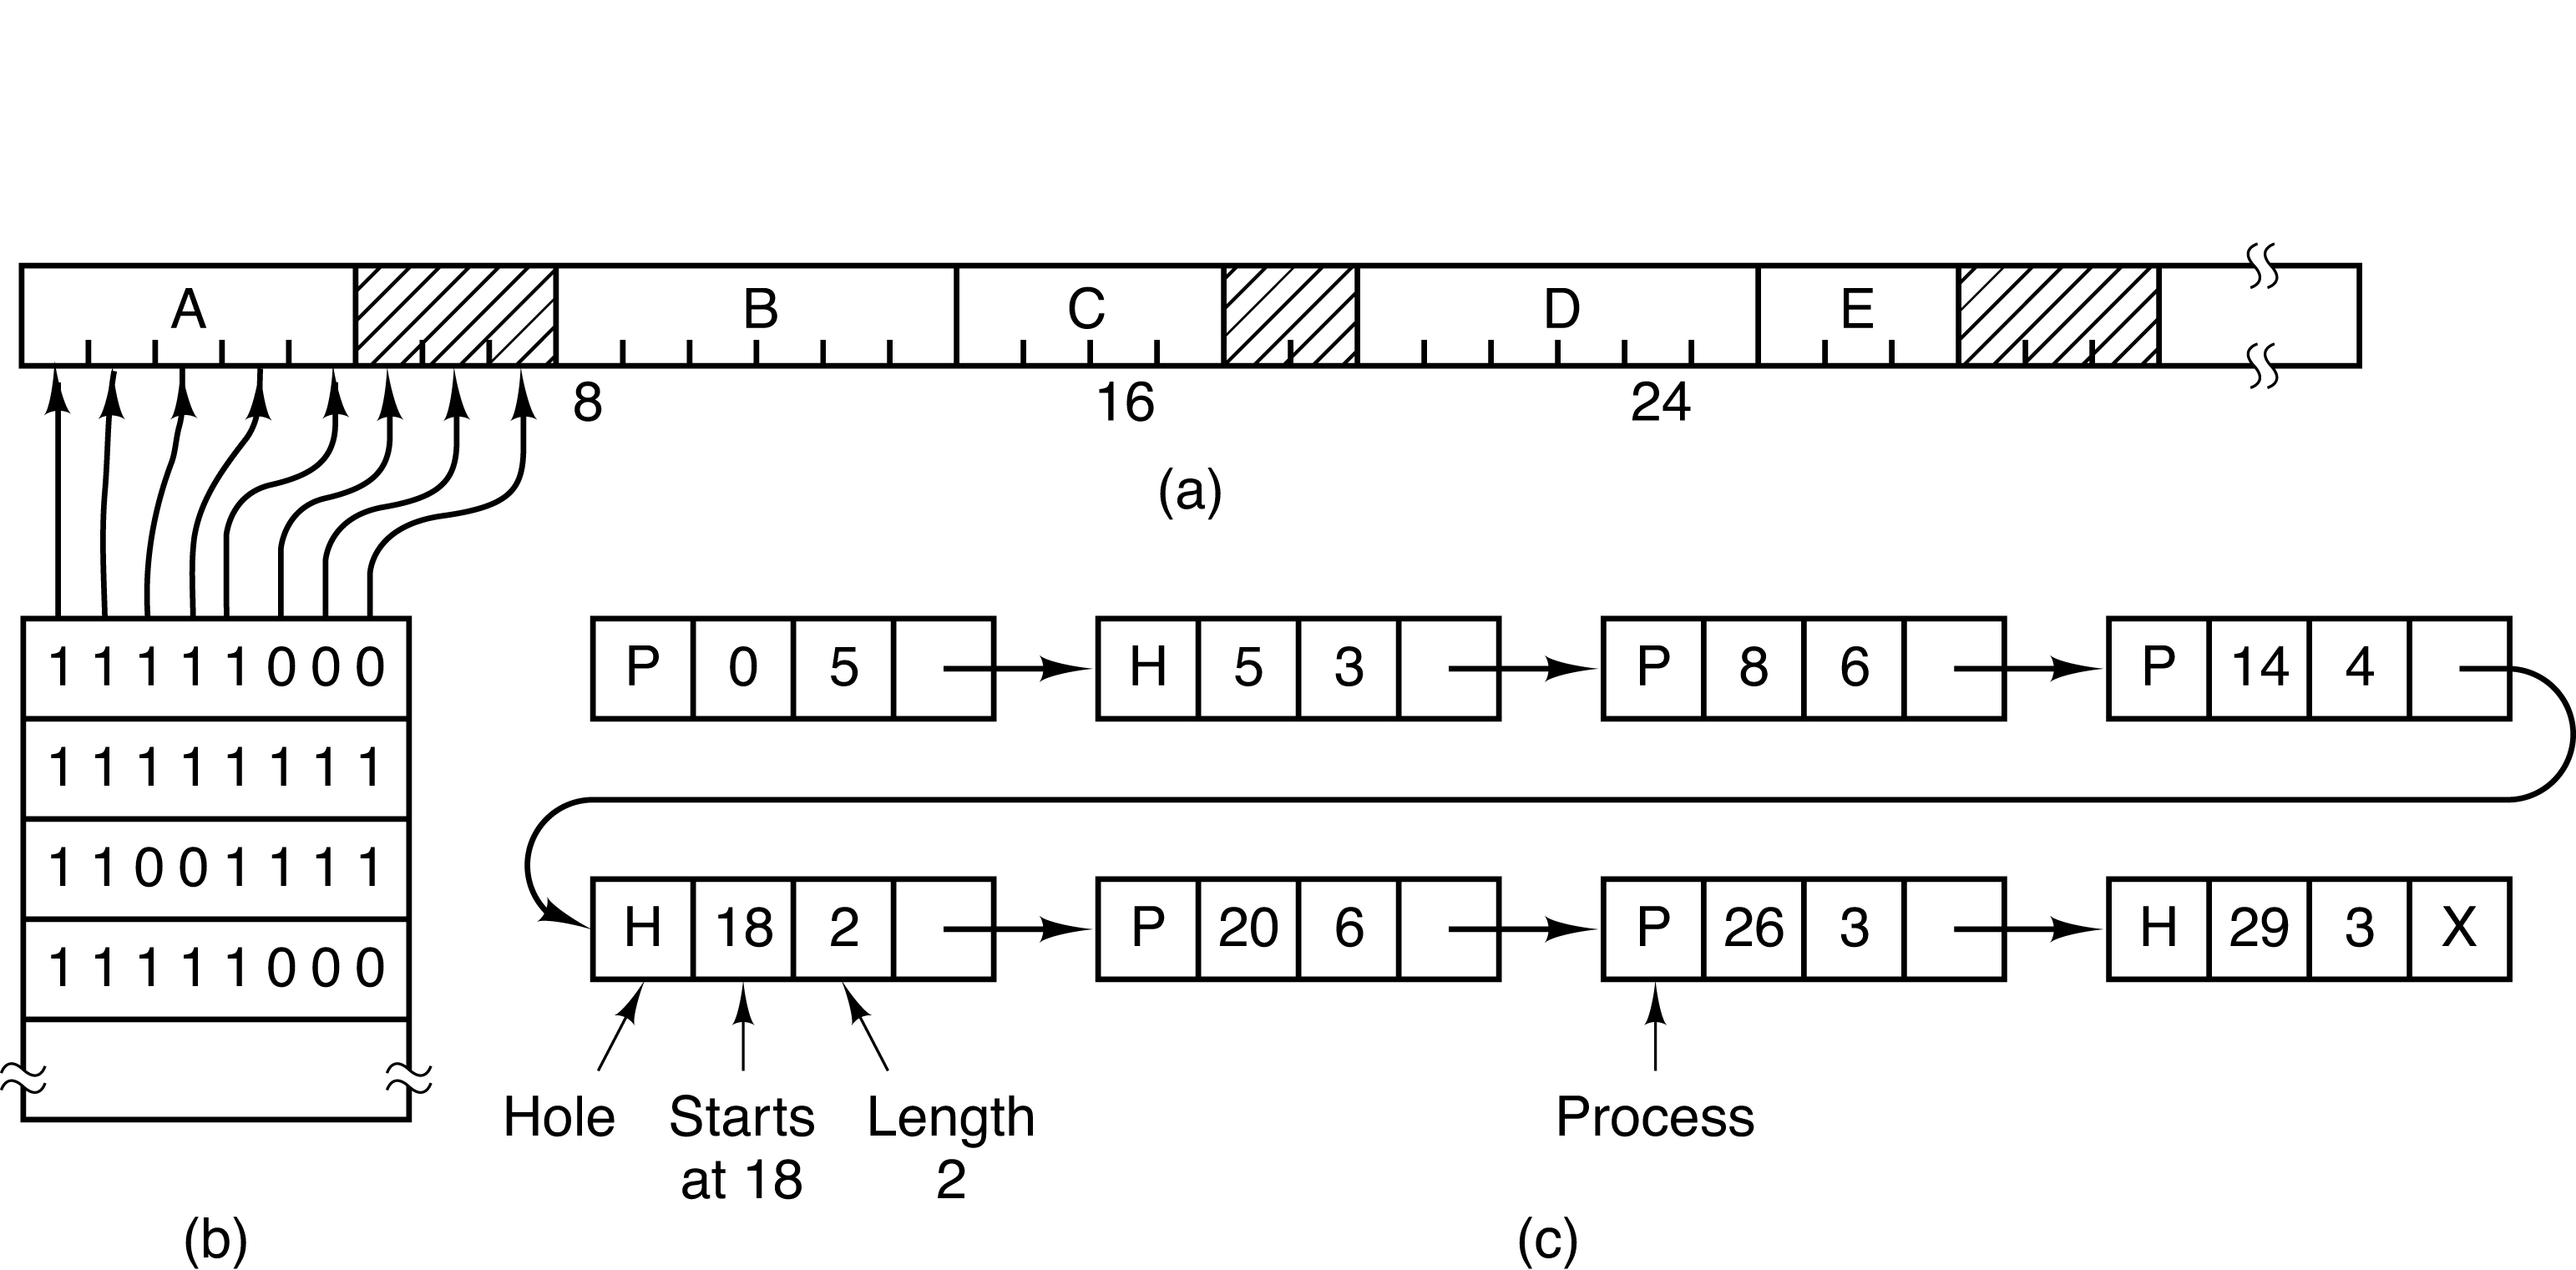 A B C D E
8 16 24
(a)
1 1 1 1 1 0 0 0
1 1 1 1 1 1 1 1
1 1 0 0 1 1 1 1
1 1 1 1 1 0 0 0
(b)
P 0 5 H 5 3 P 8 6 P 14 4
H 18 2 P 20 6 P 26 3 H 29 3 X
Hole Starts Length Process
at 18 2
(c)